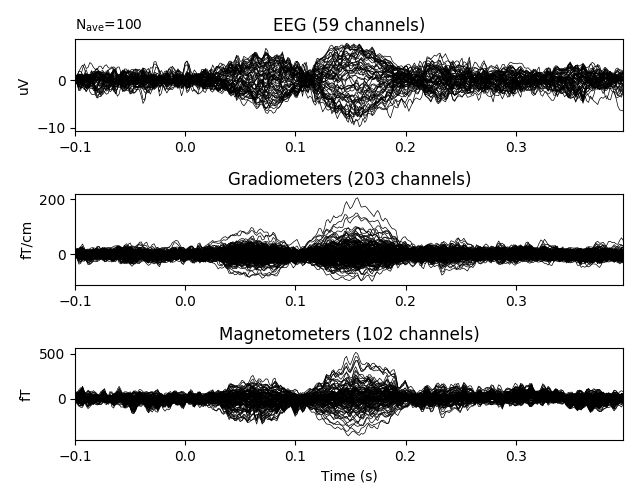 N_ave=100
EEG (59 channels)
uV
0
−10
−0.1 0.0 0.1 0.2 0.3
Gradiometers (203 channels)
fT/cm
200
0
−0.1 0.0 0.1 0.2 0.3
Magnetometers (102 channels)
fT
500
0
−0.1 0.0 0.1 0.2 0.3
Time (s)